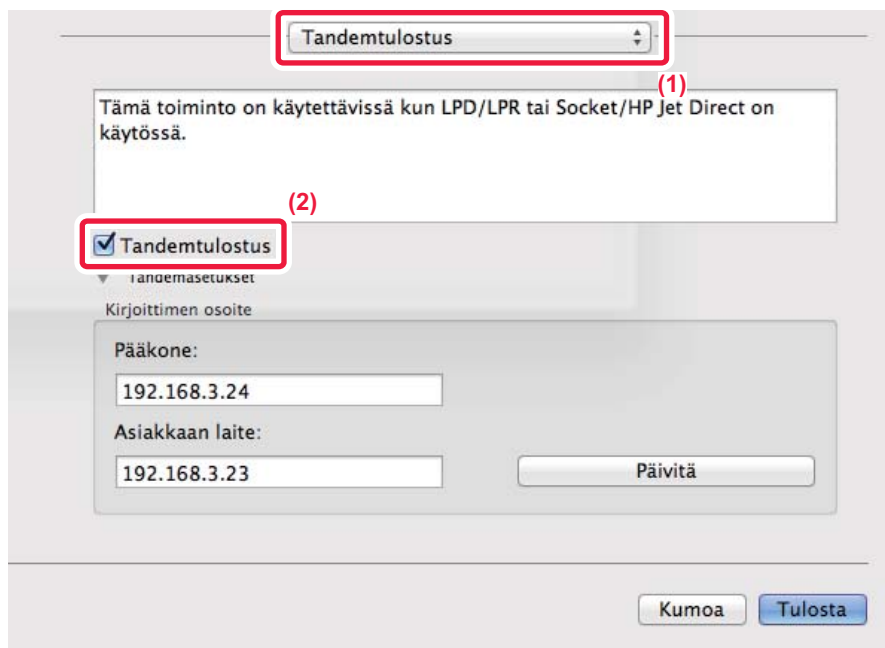 Tandemtulostus
(1)
Tämä toiminto on käytettävissä kun LPD/LPR tai Socket/HP Jet Direct on
käytössä.
(2)
Tandemtulostus
Tandemasetukset
Kirjoittimen osoite
Pääkone:
192.168.3.24
Asiakkaan laite:
192.168.3.23 Päivitä
Kumoa Tulosta